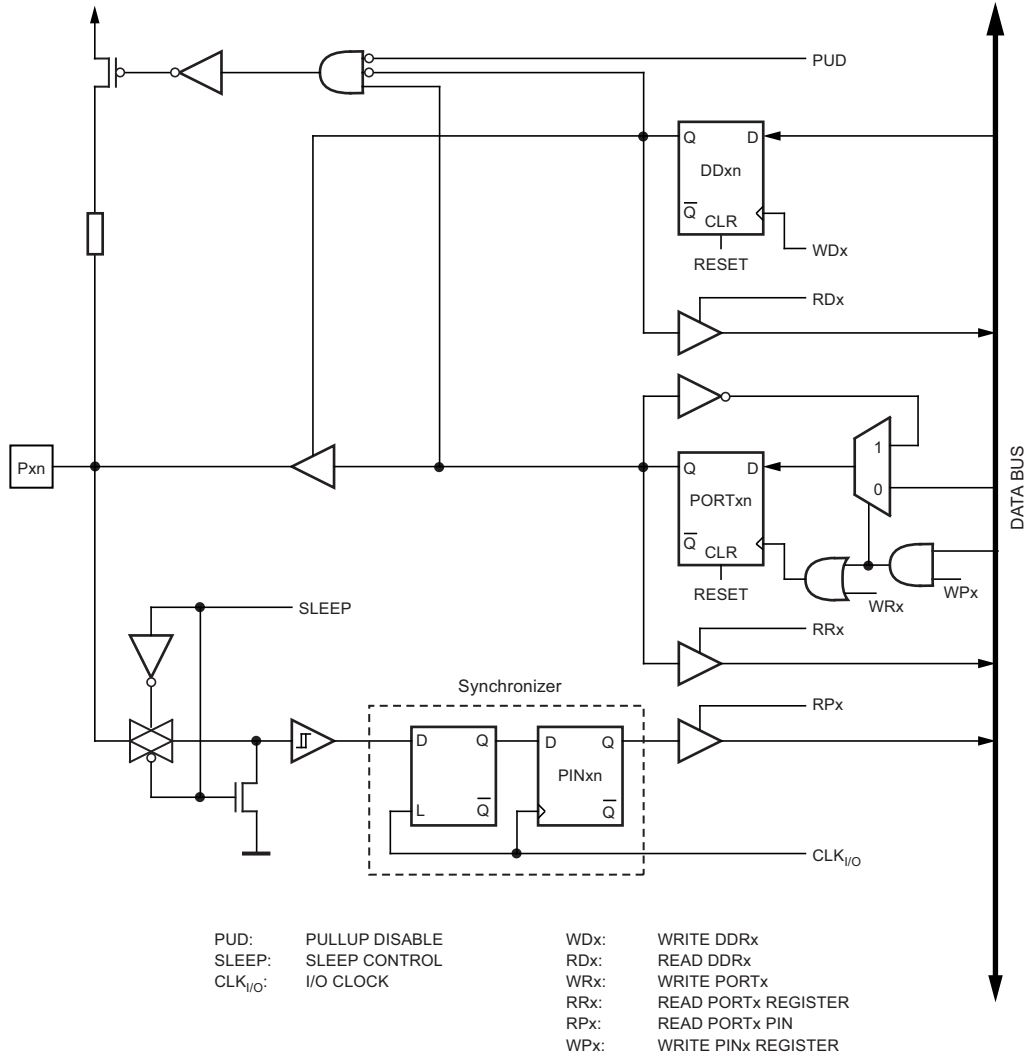 PUD
Q D
DDxn
Q̅
CLR
RESET
WDx
RDx
Pxn
1
0
Q D
PORTxn
Q̅
CLR
RESET
WRx
WPx
DATA BUS
SLEEP
RRx
Synchronizer
RPx
D Q
L Q̅
D Q
PINxn
Q̅
CLKI/O
PUD: PULLUP DISABLE
SLEEP: SLEEP CONTROL
CLKI/O: I/O CLOCK
WDx: WRITE DDRx
RDx: READ DDRx
WRx: WRITE PORTx
RRx: READ PORTx REGISTER
RPx: READ PORTx PIN
WPx: WRITE PINx REGISTER